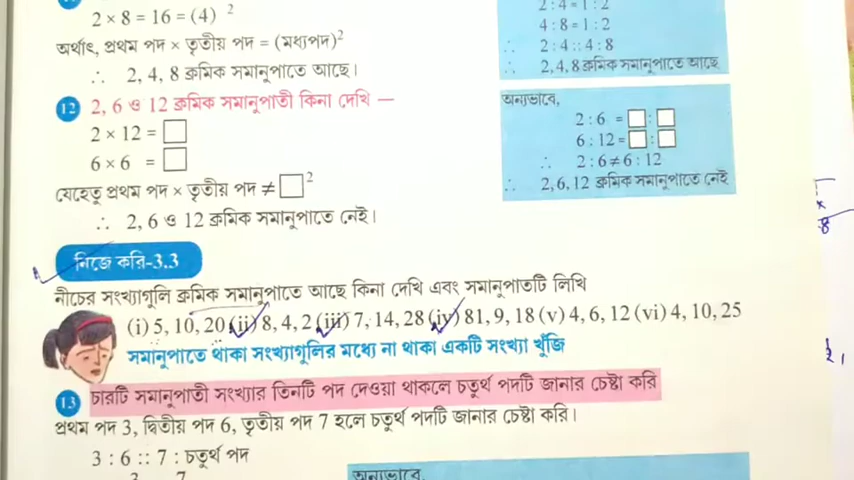 2 × 8 = 16 = (4) ²
অর্থাৎ, প্রথম পদ × তৃতীয় পদ = (মধ্যপদ)²
∴ 2, 4, 8 ক্রমিক সমানুপাতে আছে।
2 : 4 = 1 : 2
4 : 8 = 1 : 2
∴ 2 : 4 :: 4 : 8
∴ 2, 4, 8 ক্রমিক সমানুপাতে আছে
12 2, 6 ও 12 ক্রমিক সমানুপাতী কিনা দেখি —
2 × 12 = □
6 × 6 = □
যেহেতু প্রথম পদ × তৃতীয় পদ ≠ □²
∴ 2, 6 ও 12 ক্রমিক সমানুপাতে নেই।
অন্যভাবে,
2 : 6 = □ : □
6 : 12 = □ : □
∴ 2 : 6 ≠ 6 : 12
∴ 2, 6, 12 ক্রমিক সমানুপাতে নেই
নিজে করি-3.3
নীচের সংখ্যাগুলি ক্রমিক সমানুপাতে আছে কিনা দেখি এবং সমানুপাতটি লিখি
(i) 5, 10, 20 (ii) 8, 4, 2 (iii) 7, 14, 28 (iv) 81, 9, 18 (v) 4, 6, 12 (vi) 4, 10, 25
সমানুপাতে থাকা সংখ্যাগুলির মধ্যে না থাকা একটি সংখ্যা খুঁজি
13 চারটি সমানুপাতী সংখ্যার তিনটি পদ দেওয়া থাকলে চতুর্থ পদটি জানার চেষ্টা করি
প্রথম পদ 3, দ্বিতীয় পদ 6, তৃতীয় পদ 7 হলে চতুর্থ পদটি জানার চেষ্টা করি।
3 : 6 :: 7 : চতুর্থ পদ
3 7
অন্যভাবে,